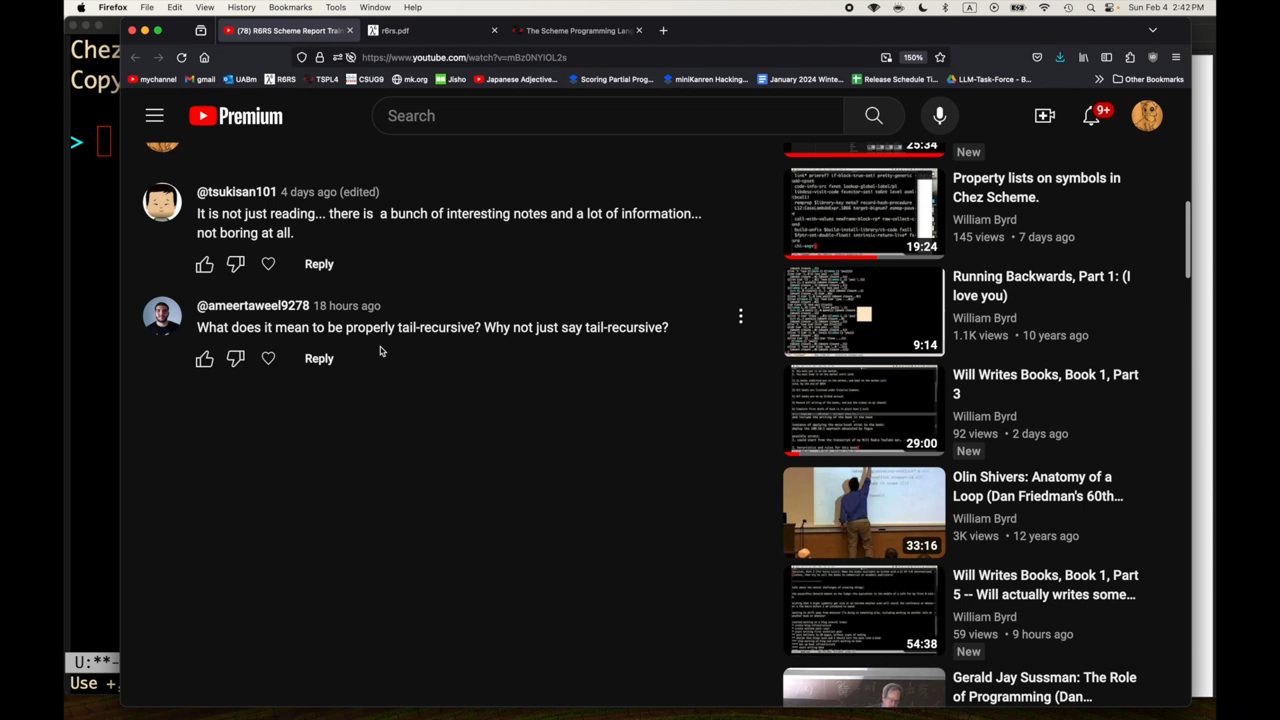 Firefox File Edit View History Bookmarks Tools Window Help
Sun Feb 4 2:42 PM
Chez
Copy
>
(78) R6RS Scheme Report Train
r6rs.pdf
The Scheme Programming Lan
https://www.youtube.com/watch?v=mBz0NYIOL2s
150%
mychannel gmail UABm R6RS TSPL4 CSUG9 mk.org Jisho Japanese Adjective... Scoring Partial Prog... miniKanren Hacking... January 2024 Winte... Release Schedule Ti... LLM-Task-Force – B...
Other Bookmarks
Premium
Search
9+
@tsukisan101 4 days ago (edited)
It is not just reading... there is a bunch of interesting notes and a lot of information...
not boring at all.
Reply
@ameertaweel9278 18 hours ago
What does it mean to be properly tail-recursive? Why not just say tail-recursive?
Reply
25:34
New
19:24
Property lists on symbols in
Chez Scheme.
William Byrd
145 views • 7 days ago
9:14
Running Backwards, Part 1: (I
love you)
William Byrd
1.1K views • 10 years ago
29:00
Will Writes Books, Book 1, Part
3
William Byrd
92 views • 2 days ago
New
33:16
Olin Shivers: Anatomy of a
Loop (Dan Friedman's 60th...
William Byrd
3K views • 12 years ago
54:38
Will Writes Books, Book 1, Part
5 -- Will actually writes some...
William Byrd
59 views • 9 hours ago
New
Gerald Jay Sussman: The Role
of Programming (Dan...
U:**-
Use +,